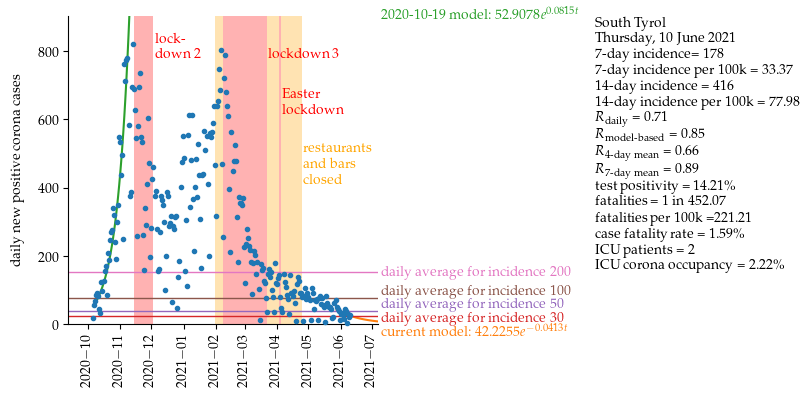 2020-10-19 model: 52.9078e^{0.0815t}
lock-
down 2
lockdown 3
Easter
lockdown
restaurants
and bars
closed
daily new positive corona cases
800
600
400
200
0
daily average for incidence 200
daily average for incidence 100
daily average for incidence 50
daily average for incidence 30
current model: 42.2255e^{−0.0413t}
2020−10
2020−11
2020−12
2021−01
2021−02
2021−03
2021−04
2021−05
2021−06
2021−07
South Tyrol
Thursday, 10 June 2021
7-day incidence= 178
7-day incidence per 100k = 33.37
14-day incidence = 416
14-day incidence per 100k = 77.98
R_daily = 0.71
R_model-based = 0.85
R_4-day mean = 0.66
R_7-day mean = 0.89
test positivity = 14.21%
fatalities = 1 in 452.07
fatalities per 100k =221.21
case fatality rate = 1.59%
ICU patients = 2
ICU corona occupancy = 2.22%